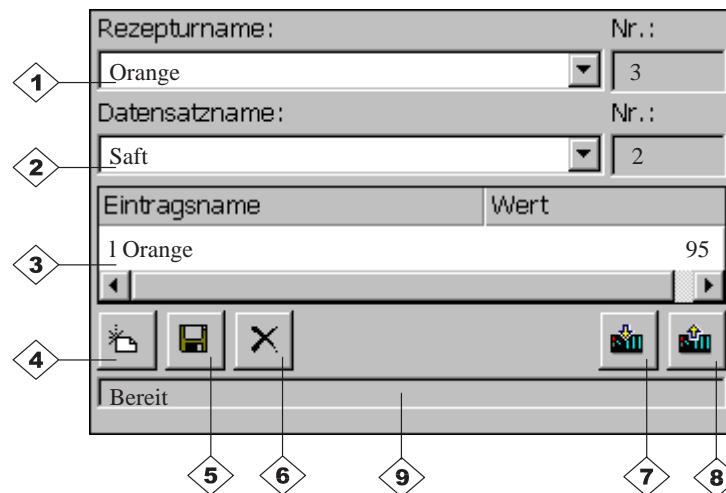 Rezepturname: Nr.:
1 Orange 3
Datensatzname: Nr.:
2 Saft 2
Eintragsname Wert
3 l Orange 95
4
Bereit
5 6 9 7 8